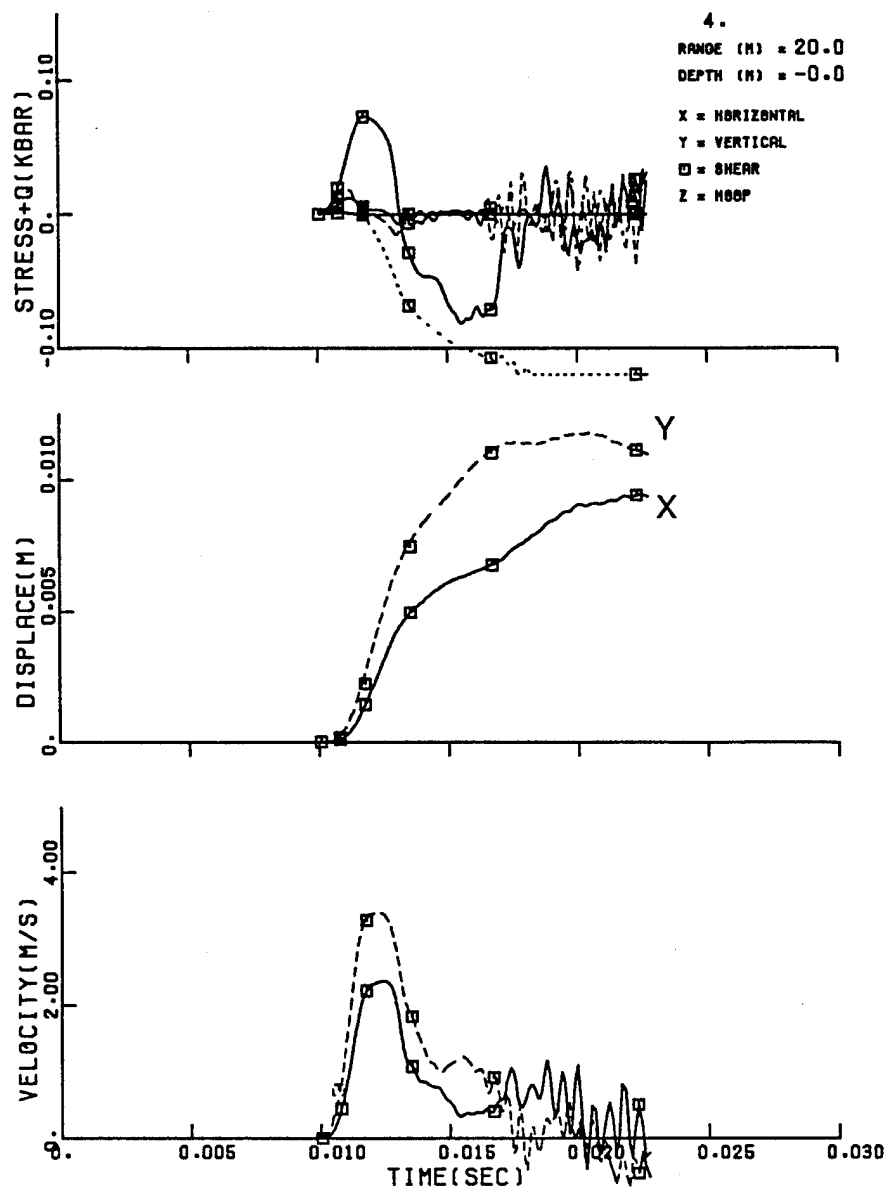 4.
RANGE (M) = 20.0
DEPTH (M) = -0.0
X = HORIZONTAL
Y = VERTICAL
= SHEAR
Z = HOOP
STRESS+Q(KBAR)
0.10
0.
-0.10
DISPLACE(M)
0.010
0.005
0.
Y
X
VELOCITY(M/S)
4.00
2.00
0.
0. 0.005 0.010 0.015 0.020 0.025 0.030
TIME(SEC)